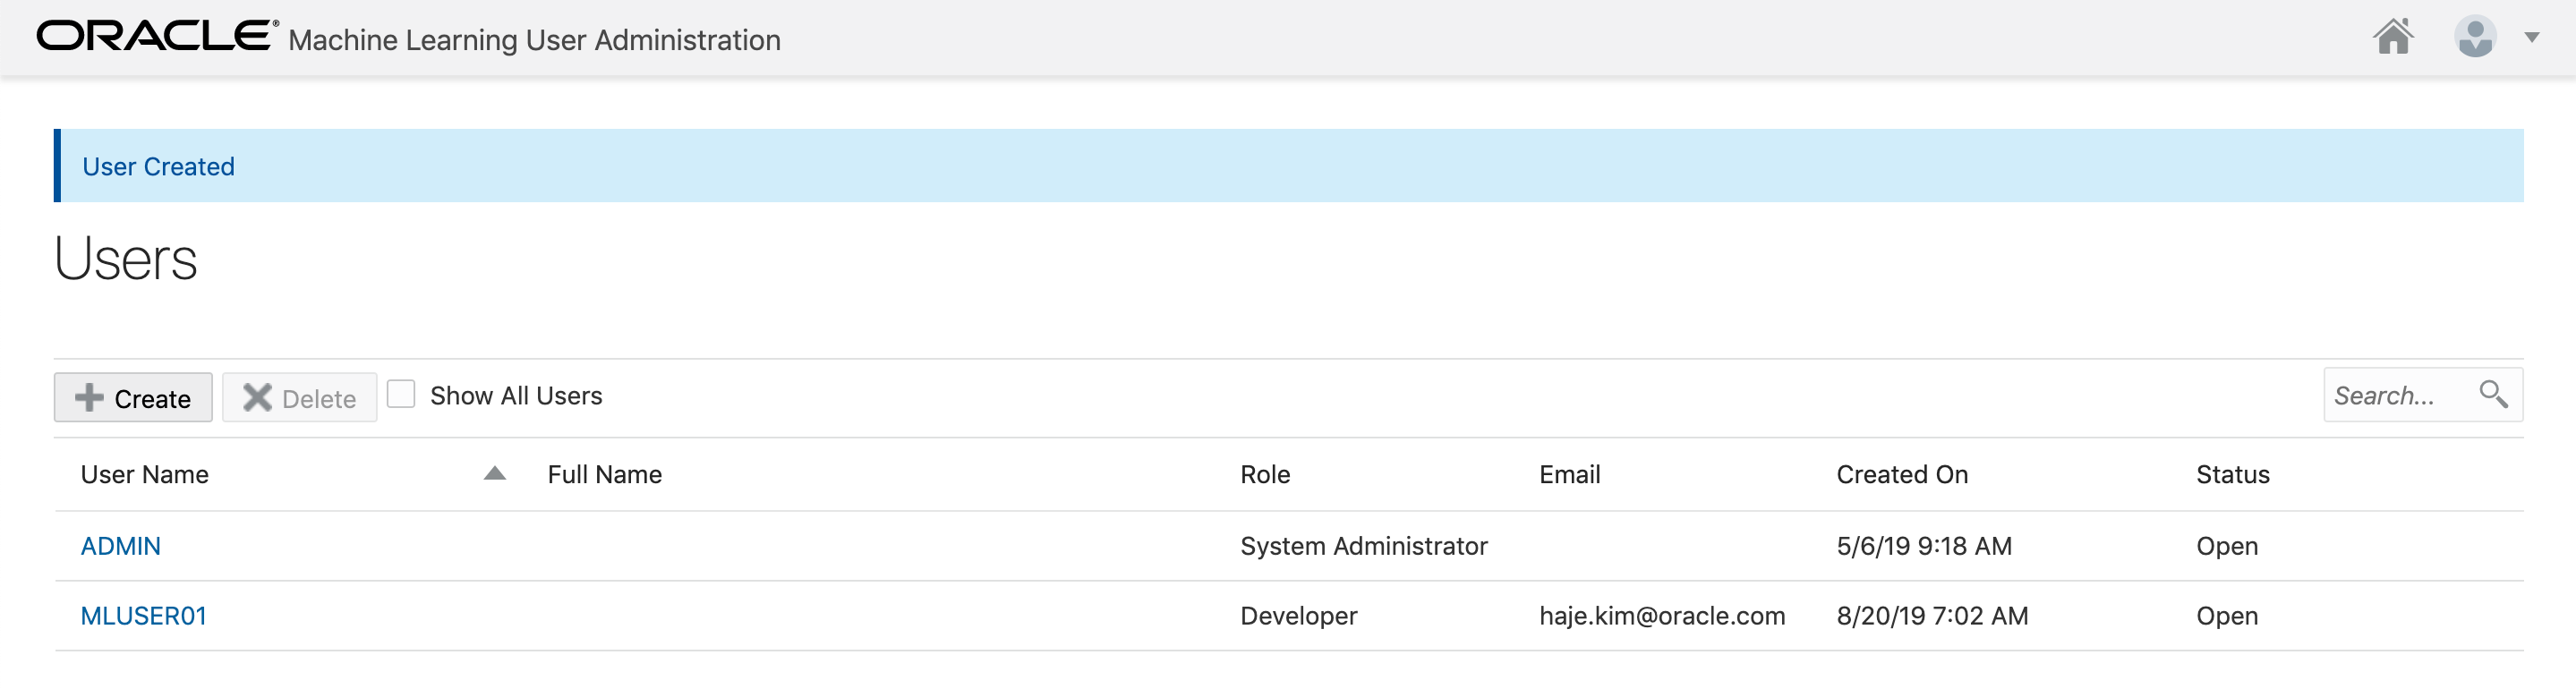 ORACLE® Machine Learning User Administration
User Created
Users
Create Delete Show All Users Search...
User Name Full Name Role Email Created On Status
ADMIN System Administrator 5/6/19 9:18 AM Open
MLUSER01 Developer haje.kim@oracle.com 8/20/19 7:02 AM Open